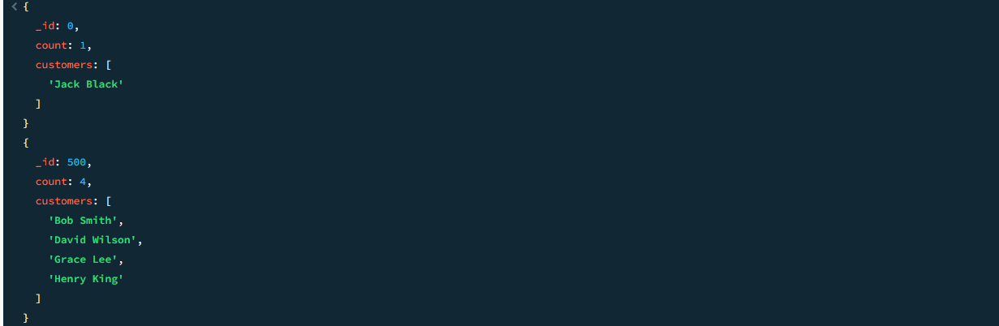 {
_id: 0,
count: 1,
customers: [
'Jack Black'
]
}
{
_id: 500,
count: 4,
customers: [
'Bob Smith',
'David Wilson',
'Grace Lee',
'Henry King'
]
}